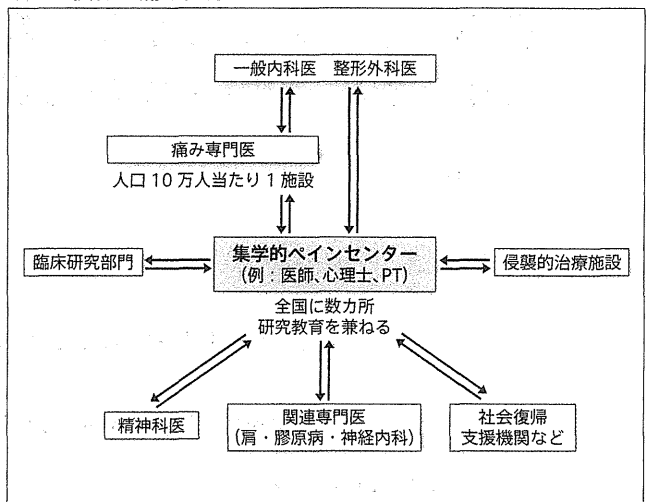 一般内科医　整形外科医
痛み専門医
人口10万人当たり1施設
臨床研究部門
集学的ペインセンター
(例：医師、心理士、PT)
侵襲的治療施設
全国に数カ所
研究教育を兼ねる
精神科医
関連専門医
(肩・膠原病・神経内科)
社会復帰
支援機関など